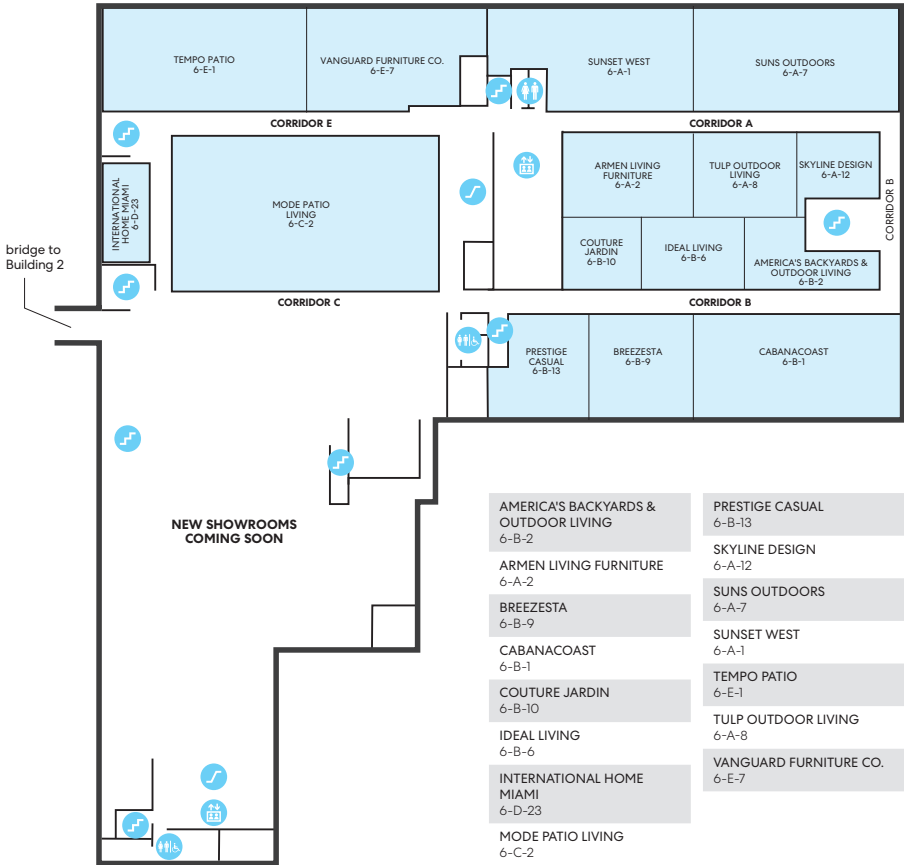 TEMPO PATIO
6-E-1
VANGUARD FURNITURE CO.
6-E-7
SUNSET WEST
6-A-1
SUNS OUTDOORS
6-A-7
CORRIDOR E
CORRIDOR A
INTERNATIONAL
HOME MIAMI
6-D-23
MODE PATIO
LIVING
6-C-2
ARMEN LIVING
FURNITURE
6-A-2
TULP OUTDOOR
LIVING
6-A-8
SKYLINE DESIGN
6-A-12
CORRIDOR B
COUTURE
JARDIN
6-B-10
IDEAL LIVING
6-B-6
AMERICA'S BACKYARDS &
OUTDOOR LIVING
6-B-2
bridge to
Building 2
CORRIDOR C
CORRIDOR B
PRESTIGE
CASUAL
6-B-13
BREEZESTA
6-B-9
CABANACOAST
6-B-1
NEW SHOWROOMS
COMING SOON
AMERICA'S BACKYARDS &
OUTDOOR LIVING
6-B-2
ARMEN LIVING FURNITURE
6-A-2
BREEZESTA
6-B-9
CABANACOAST
6-B-1
COUTURE JARDIN
6-B-10
IDEAL LIVING
6-B-6
INTERNATIONAL HOME
MIAMI
6-D-23
MODE PATIO LIVING
6-C-2
PRESTIGE CASUAL
6-B-13
SKYLINE DESIGN
6-A-12
SUNS OUTDOORS
6-A-7
SUNSET WEST
6-A-1
TEMPO PATIO
6-E-1
TULP OUTDOOR LIVING
6-A-8
VANGUARD FURNITURE CO.
6-E-7